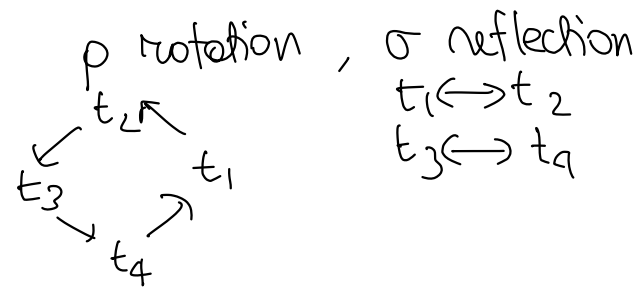 ρ rotation, σ reflection
t₁ ↔ t₂
t₃ ↔ t₄
t₂
t₃
t₁
t₄